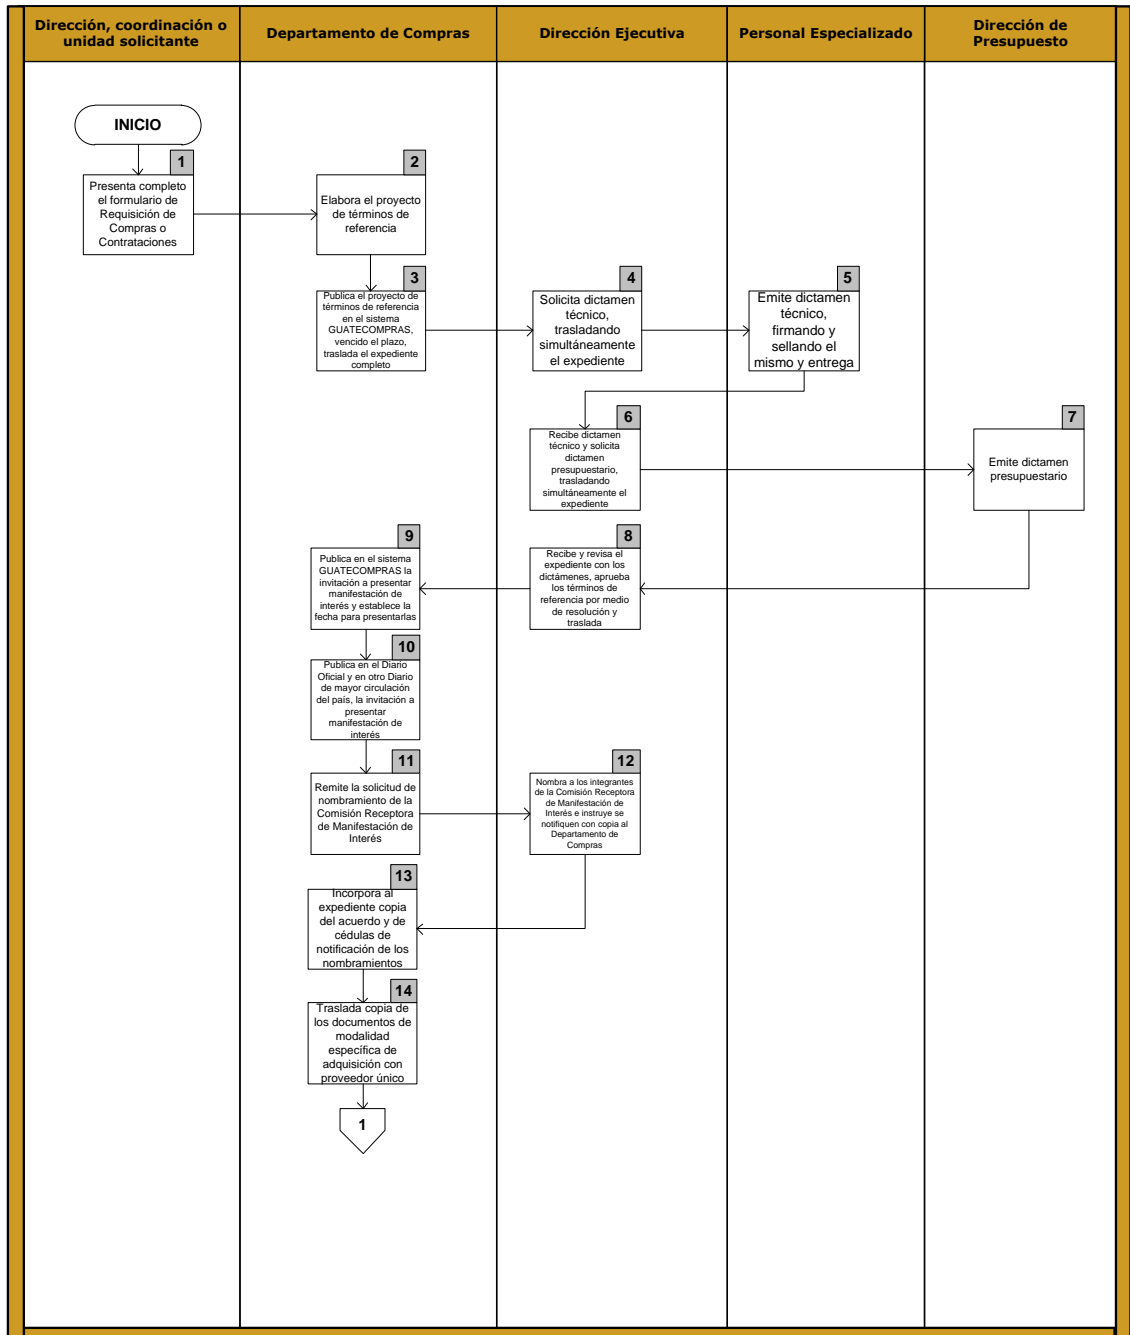 Dirección, coordinación o
unidad solicitante
Departamento de Compras
Dirección Ejecutiva
Personal Especializado
Dirección de
Presupuesto
INICIO
1
Presenta completo
el formulario de
Requisición de
Compras o
Contrataciones
2
Elabora el proyecto
de términos de
referencia
3
Publica el proyecto de
términos de referencia
en el sistema
GUATECOMPRAS,
vencido el plazo,
traslada el expediente
completo
4
Solicita dictamen
técnico,
trasladando
simultáneamente
el expediente
5
Emite dictamen
técnico,
firmando y
sellando el
mismo y entrega
6
Recibe dictamen
técnico y solicita
dictamen
presupuestario,
trasladando
simultáneamente el
expediente
7
Emite dictamen
presupuestario
8
Recibe y revisa el
expediente con los
dictámenes, aprueba
los términos de
referencia por medio
de resolución y
traslada
9
Publica en el sistema
GUATECOMPRAS la
invitación a presentar
manifestación de
interés y establece la
fecha para presentarlas
10
Publica en el Diario
Oficial y en otro Diario
de mayor circulación
del país, la invitación a
presentar
manifestación de
interés
11
Remite la solicitud de
nombramiento de la
Comisión Receptora
de Manifestación de
Interés
12
Nombra a los integrantes
de la Comisión Receptora
de Manifestación de
Interés e instruye se
notifiquen con copia al
Departamento de
Compras
13
Incorpora al
expediente copia
del acuerdo y de
cédulas de
notificación de los
nombramientos
14
Traslada copia de
los documentos de
modalidad
específica de
adquisición con
proveedor único
1